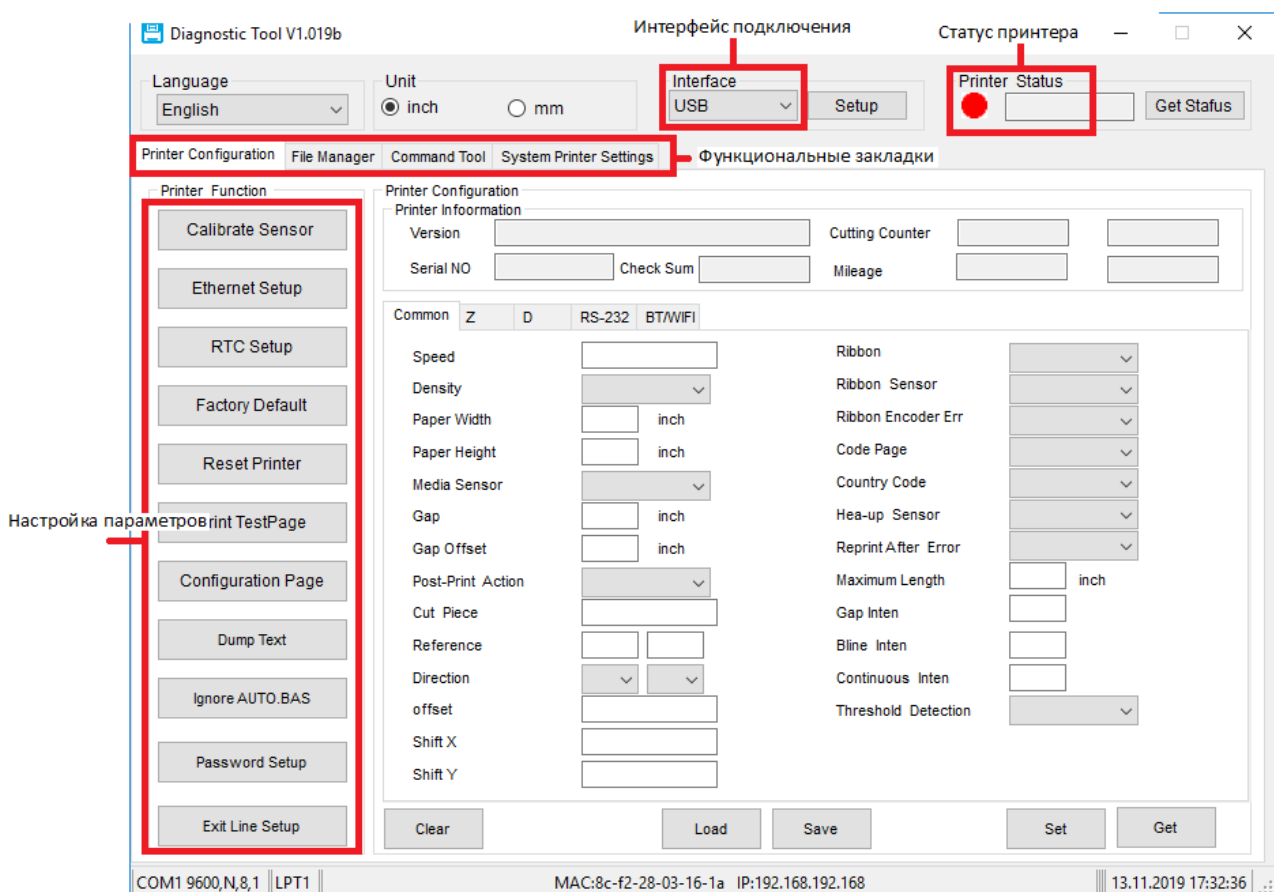 Diagnostic Tool V1.019b
Интерфейс подключения
Статус принтера
Language
English
Unit
inch
mm
Interface
USB
Setup
Printer Status
Get Status
Printer Configuration
File Manager
Command Tool
System Printer Settings
Функциональные закладки
Printer Function
Calibrate Sensor
Ethernet Setup
RTC Setup
Factory Default
Reset Printer
Настройка параметров
rint TestPage
Configuration Page
Dump Text
Ignore AUTO.BAS
Password Setup
Exit Line Setup
Printer Configuration
Printer Infoormation
Version
Cutting Counter
Serial NO
Check Sum
Mileage
Common
Z
D
RS-232
BT/WIFI
Speed
Density
Paper Width
inch
Paper Height
inch
Media Sensor
Gap
inch
Gap Offset
inch
Post-Print Action
Cut Piece
Reference
Direction
offset
Shift X
Shift Y
Ribbon
Ribbon Sensor
Ribbon Encoder Err
Code Page
Country Code
Hea-up Sensor
Reprint After Error
Maximum Length
inch
Gap Inten
Bline Inten
Continuous Inten
Threshold Detection
Clear
Load
Save
Set
Get
COM1 9600,N,8,1
LPT1
MAC:8c-f2-28-03-16-1a IP:192.168.192.168
13.11.2019 17:32:36